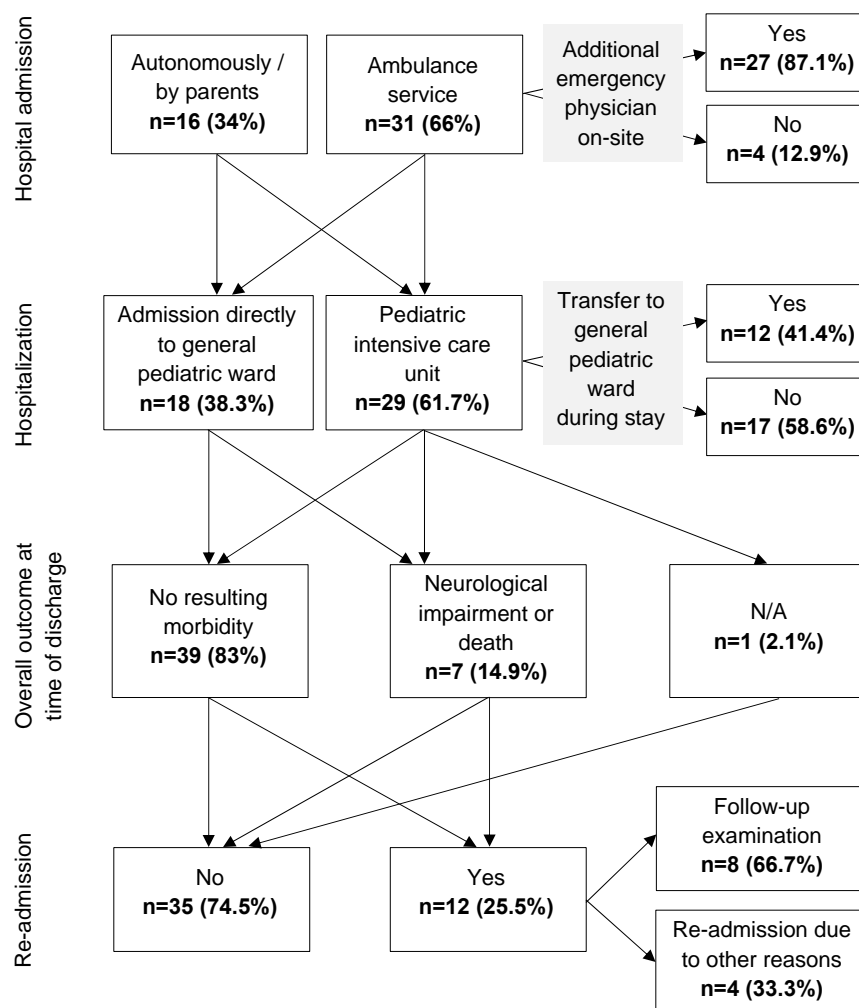 Hospital admission
Autonomously /
by parents
n=16 (34%)
Ambulance
service
n=31 (66%)
Additional
emergency
physician
on-site
Yes
n=27 (87.1%)
No
n=4 (12.9%)
Hospitalization
Admission directly
to general
pediatric ward
n=18 (38.3%)
Pediatric
intensive care
unit
n=29 (61.7%)
Transfer to
general
pediatric
ward
during stay
Yes
n=12 (41.4%)
No
n=17 (58.6%)
Overall outcome at
time of discharge
No resulting
morbidity
n=39 (83%)
Neurological
impairment or
death
n=7 (14.9%)
N/A
n=1 (2.1%)
Re-admission
No
n=35 (74.5%)
Yes
n=12 (25.5%)
Follow-up
examination
n=8 (66.7%)
Re-admission due
to other reasons
n=4 (33.3%)